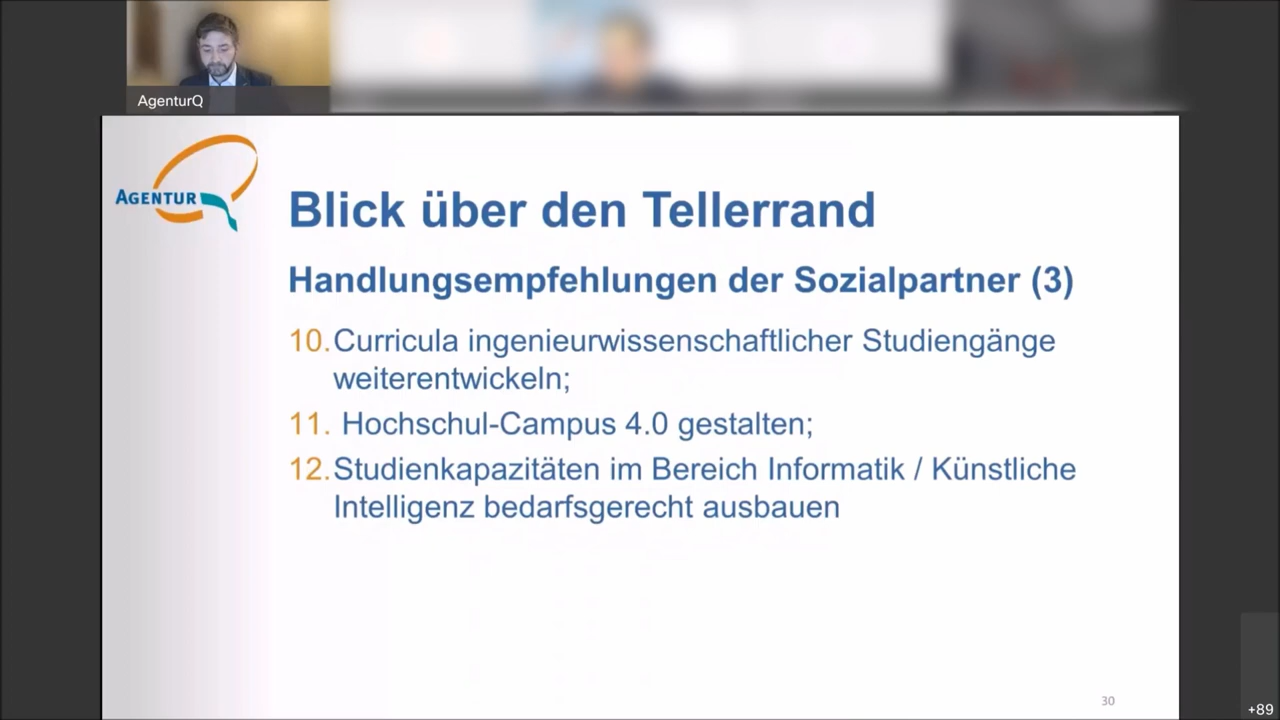 AgenturQ
AGENTUR
Blick über den Tellerrand
Handlungsempfehlungen der Sozialpartner (3)
10. Curricula ingenieurwissenschaftlicher Studiengänge
weiterentwickeln;
11. Hochschul-Campus 4.0 gestalten;
12. Studienkapazitäten im Bereich Informatik / Künstliche
Intelligenz bedarfsgerecht ausbauen
30
+89